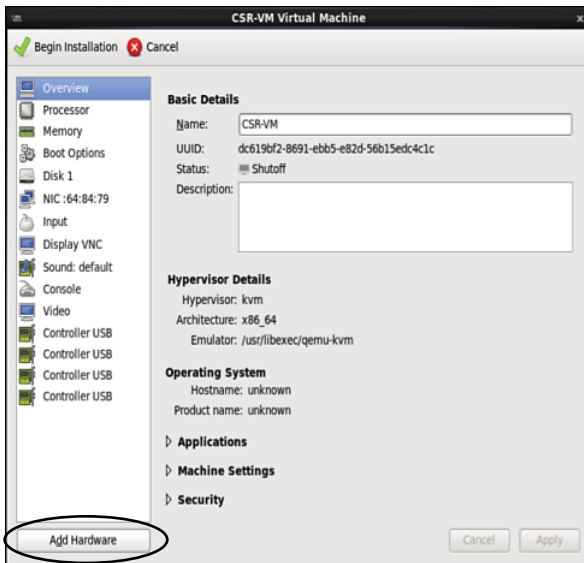 CSR-VM Virtual Machine
Begin Installation Cancel
Overview
Processor
Memory
Boot Options
Disk 1
NIC :64:84:79
Input
Display VNC
Sound: default
Console
Video
Controller USB
Controller USB
Controller USB
Controller USB
Add Hardware
Basic Details
Name: CSR-VM
UUID: dc619bf2-8691-ebb5-e82d-56b15edc4c1c
Status: Shutoff
Description:
Hypervisor Details
Hypervisor: kvm
Architecture: x86_64
Emulator: /usr/libexec/qemu-kvm
Operating System
Hostname: unknown
Product name: unknown
Applications
Machine Settings
Security
Cancel Apply